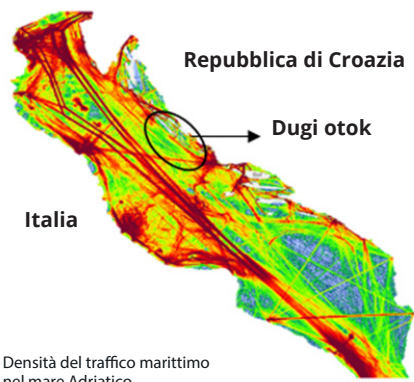 Repubblica di Croazia
Dugi otok
Italia
Densità del traffico marittimo
nel mare Adriatico